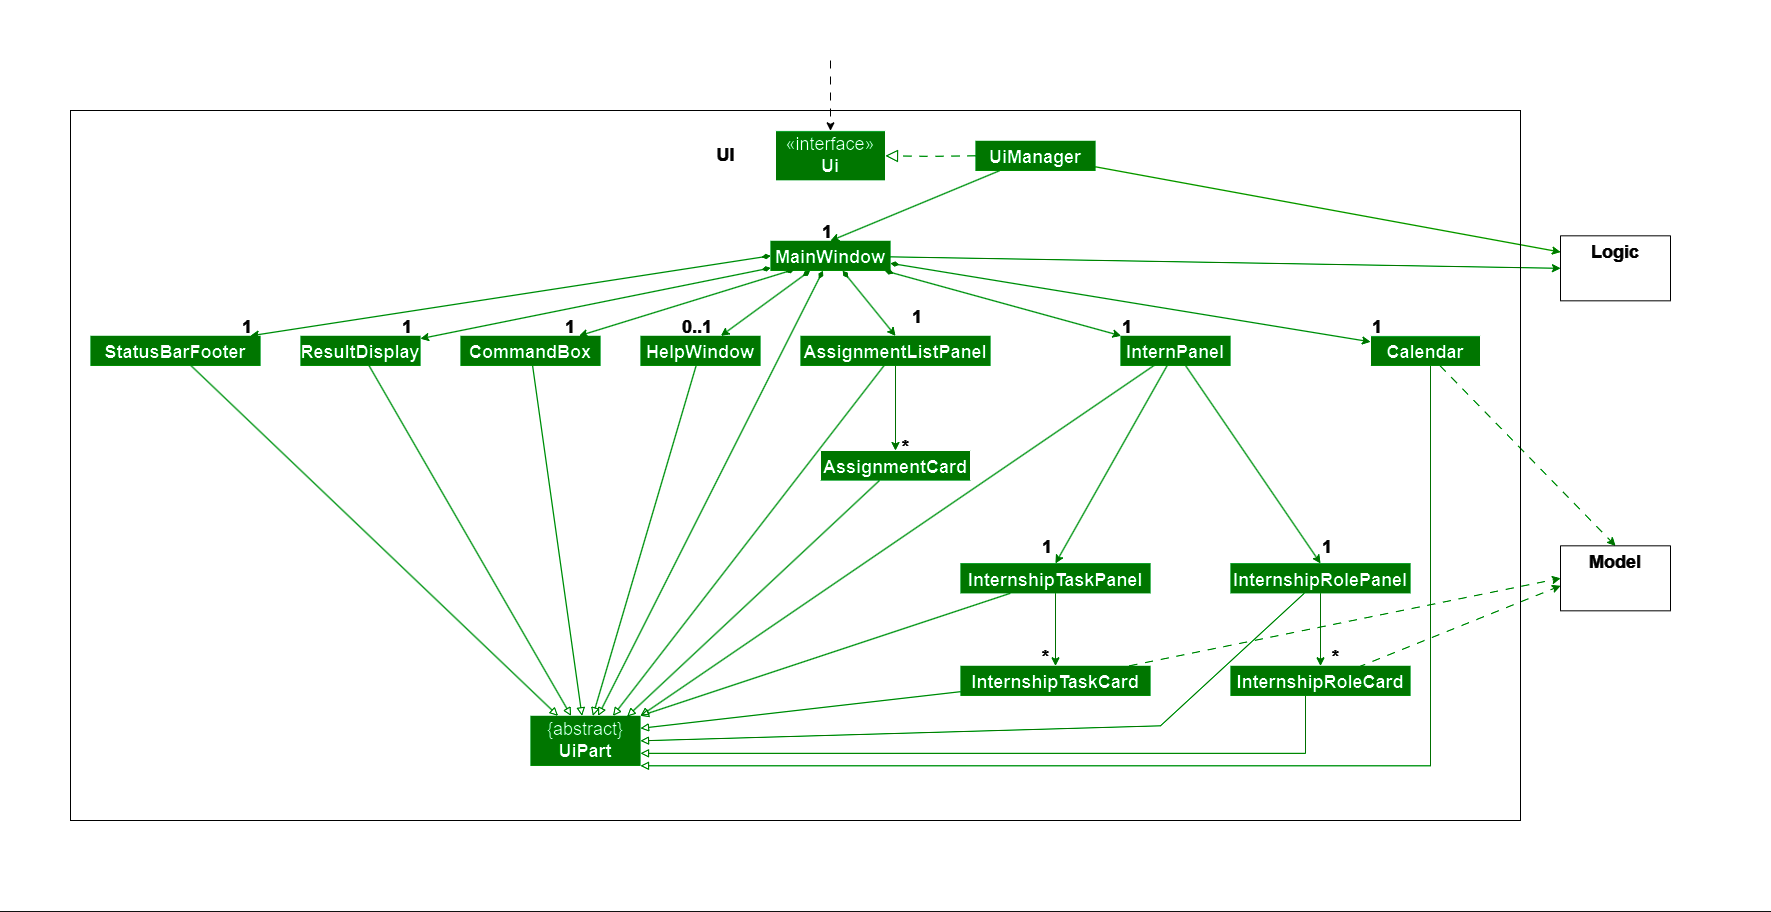 «interface»
UI
Ui
UiManager
1
MainWindow
Logic
1
1
1
0..1
1
1
1
StatusBarFooter
ResultDisplay
CommandBox
HelpWindow
AssignmentListPanel
InternPanel
Calendar
*
AssignmentCard
1
1
Model
InternshipTaskPanel
InternshipRolePanel
*
*
InternshipTaskCard
InternshipRoleCard
{abstract}
UiPart